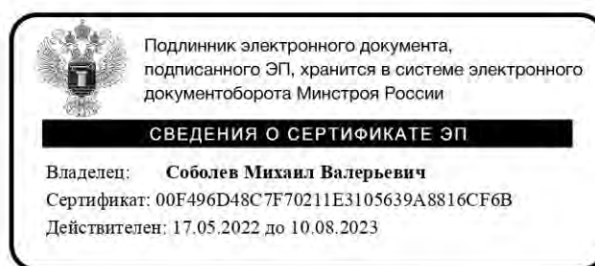 Подлинник электронного документа,
подписанного ЭП, хранится в системе электронного
документоборота Минстроя России
СВЕДЕНИЯ О СЕРТИФИКАТЕ ЭП
Владелец: Соболев Михаил Валерьевич
Сертификат: 00F496D48C7F70211E3105639A8816CF6B
Действителен: 17.05.2022 до 10.08.2023